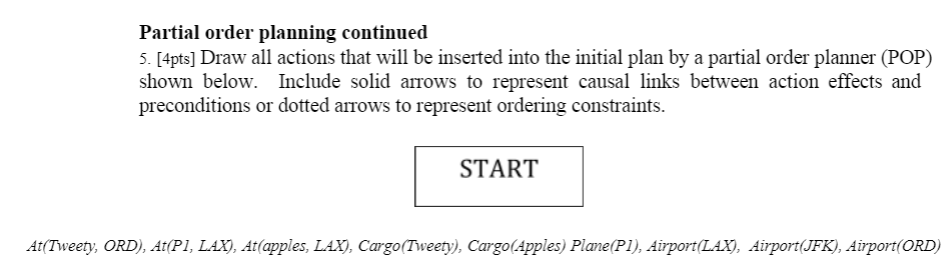 Partial order planning continued
5. [4pts] Draw all actions that will be inserted into the initial plan by a partial order planner (POP)
shown below. Include solid arrows to represent causal links between action effects and
preconditions or dotted arrows to represent ordering constraints.
START
At(Tweety, ORD), At(P1, LAX), At(apples, LAX), Cargo(Tweety), Cargo(Apples) Plane(P1), Airport(LAX), Airport(JFK), Airport(ORD)